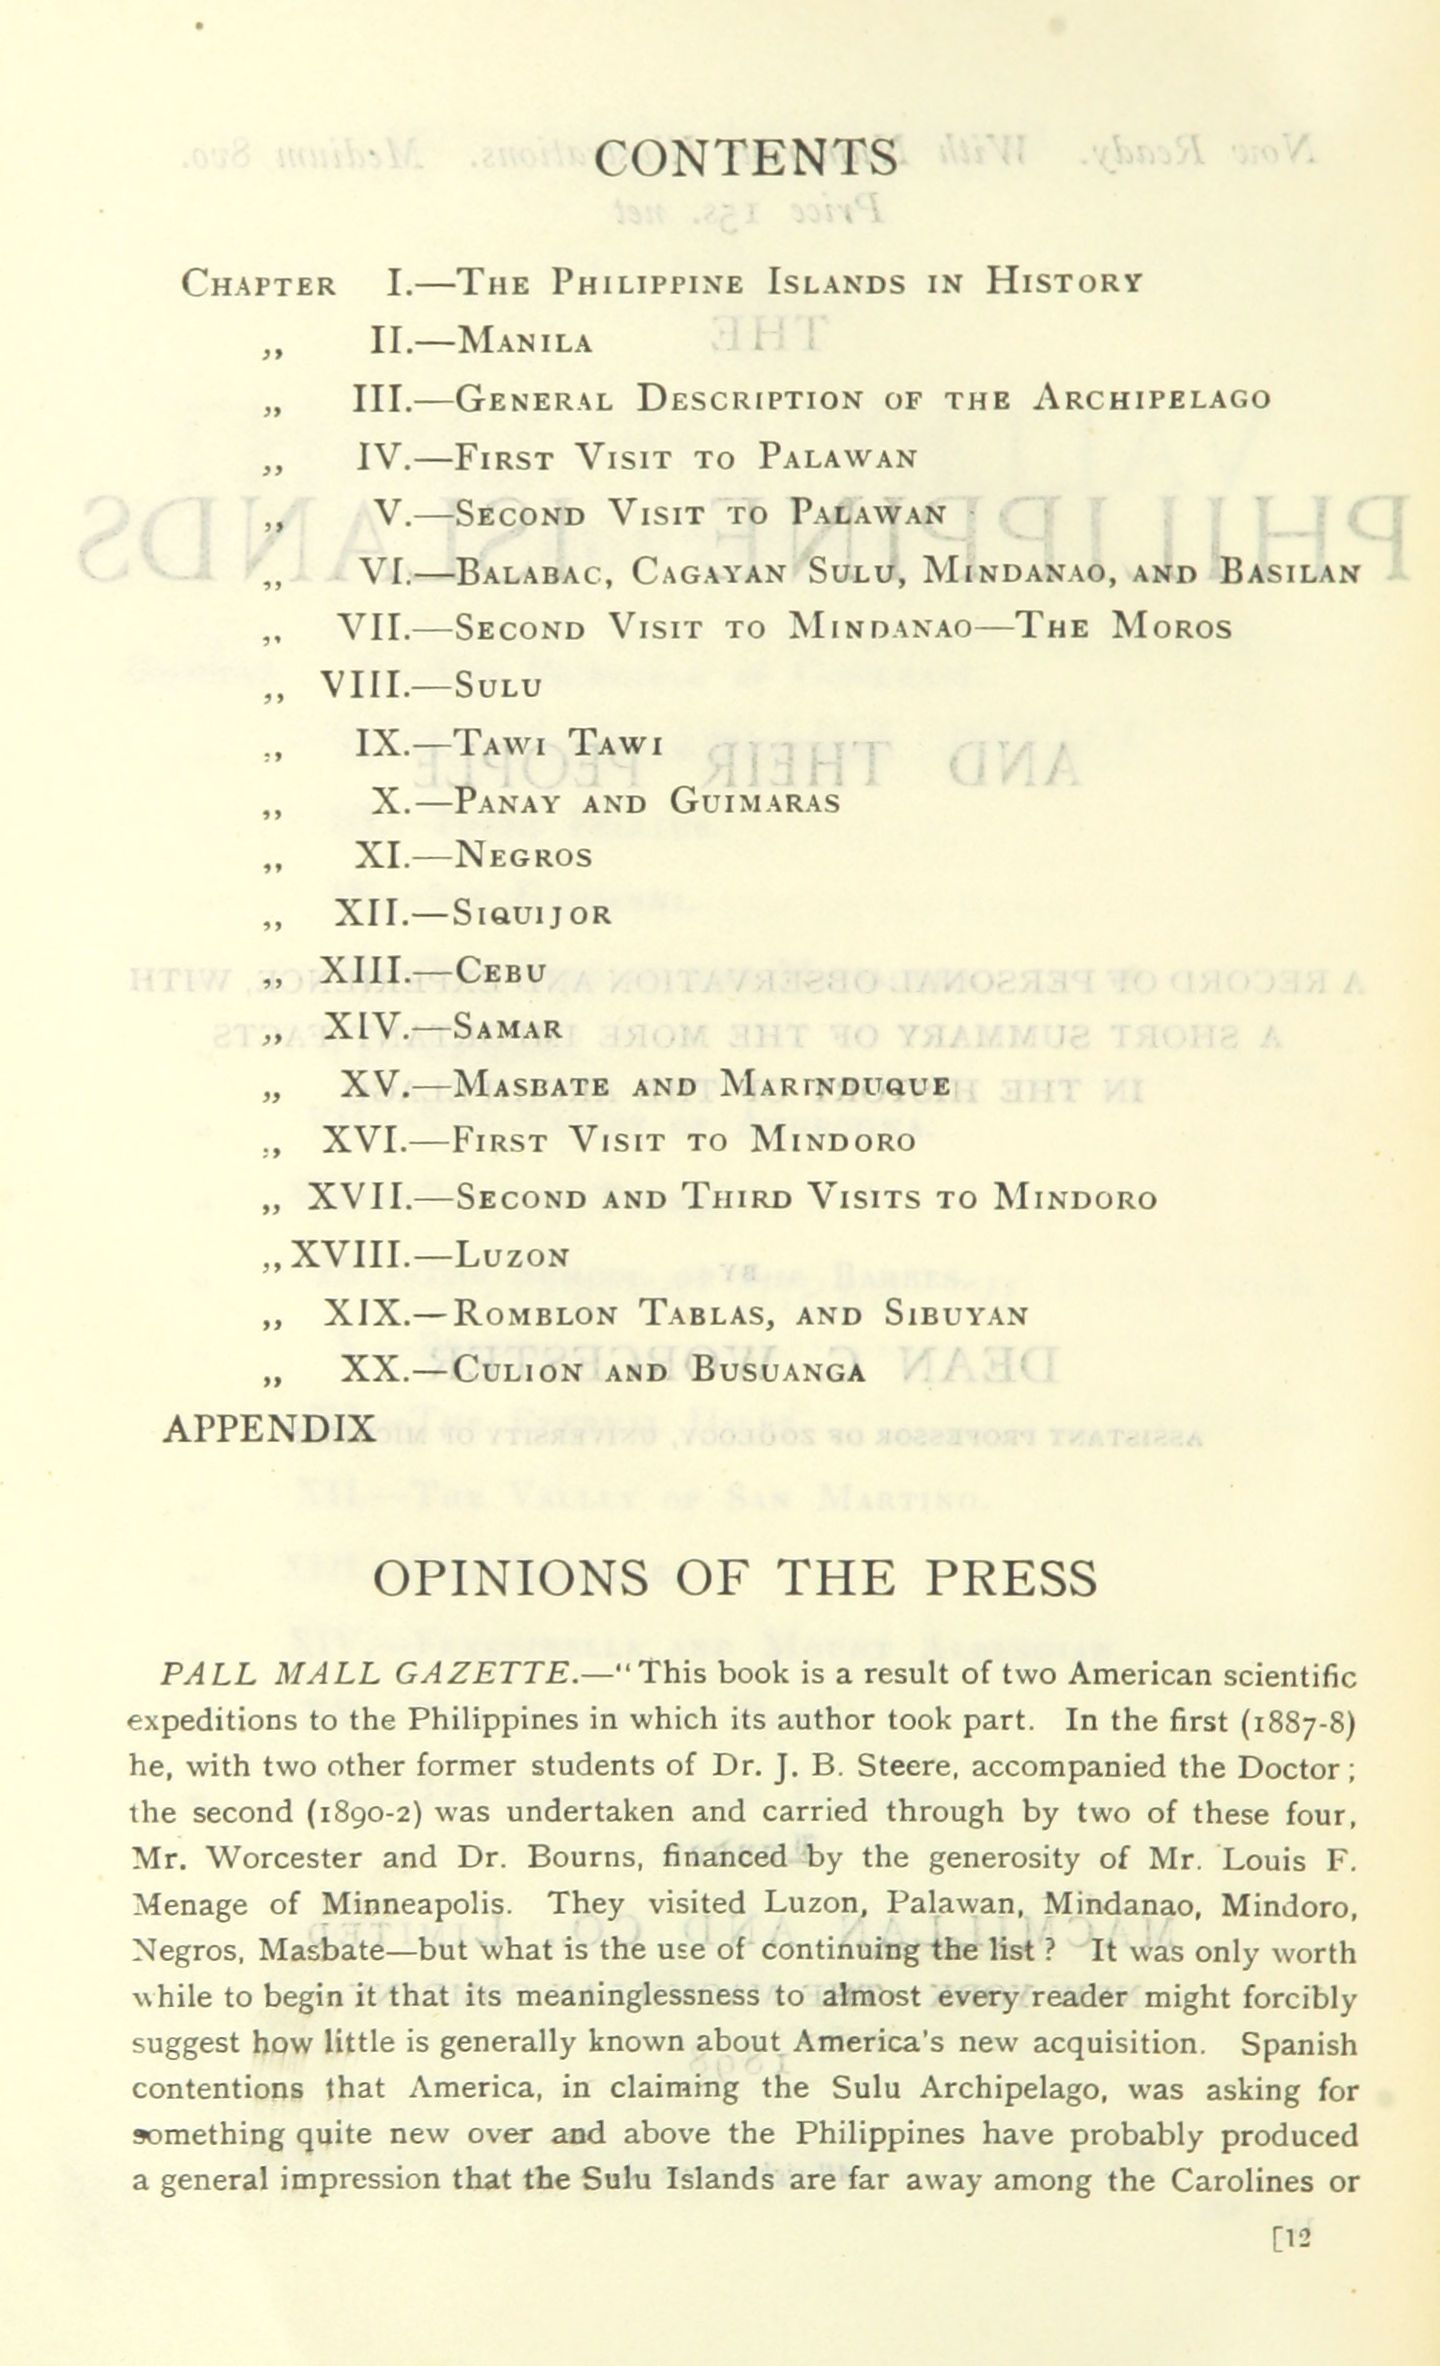 CONTENTS
CHAPTER I.—THE PHILIPPINE ISLANDS IN HISTORY
„ II.—MANILA
„ III.—GENERAL DESCRIPTION OF THE ARCHIPELAGO
„ IV.—FIRST VISIT TO PALAWAN
„ V.—SECOND VISIT TO PALAWAN
„ VI.—BALABAC, CAGAYAN SULU, MINDANAO, AND BASILAN
„ VII.—SECOND VISIT TO MINDANAO—THE MOROS
„ VIII.—SULU
„ IX.—TAWI TAWI
„ X.—PANAY AND GUIMARAS
„ XI.—NEGROS
„ XII.—SIQUIJOR
„ XIII.—CEBU
„ XIV.—SAMAR
„ XV.—MASBATE AND MARINDUQUE
„ XVI.—FIRST VISIT TO MINDORO
„ XVII.—SECOND AND THIRD VISITS TO MINDORO
„ XVIII.—LUZON
„ XIX.—ROMBLON TABLAS, AND SIBUYAN
„ XX.—CULION AND BUSUANGA
APPENDIX
OPINIONS OF THE PRESS
PALL MALL GAZETTE.—"This book is a result of two American scientific
expeditions to the Philippines in which its author took part. In the first (1887-8)
he, with two other former students of Dr. J. B. Steere, accompanied the Doctor;
the second (1890-2) was undertaken and carried through by two of these four,
Mr. Worcester and Dr. Bourns, financed by the generosity of Mr. Louis F.
Menage of Minneapolis. They visited Luzon, Palawan, Mindanao, Mindoro,
Negros, Masbate—but what is the use of continuing the list? It was only worth
while to begin it that its meaninglessness to almost every reader might forcibly
suggest how little is generally known about America's new acquisition. Spanish
contentions that America, in claiming the Sulu Archipelago, was asking for
something quite new over and above the Philippines have probably produced
a general impression that the Sulu Islands are far away among the Carolines or
[12